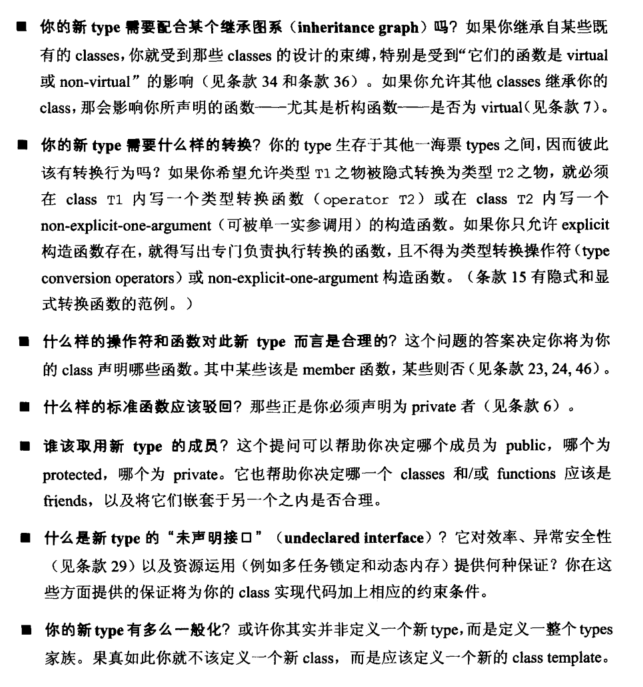 ■ 你的新 type 需要配合某个继承图系（inheritance graph）吗？如果你继承自某些既
有的 classes，你就受到那些 classes 的设计的束缚，特别是受到“它们的函数是 virtual
或 non-virtual”的影响（见条款 34 和条款 36）。如果你允许其他 classes 继承你的
class，那会影响你所声明的函数——尤其是析构函数——是否为 virtual（见条款 7）。
■ 你的新 type 需要什么样的转换？你的 type 生存于其他一海票 types 之间，因而彼此
该有转换行为吗？如果你希望允许类型 T1 之物被隐式转换为类型 T2 之物，就必须
在 class T1 内写一个类型转换函数（operator T2）或在 class T2 内写一个
non-explicit-one-argument（可被单一实参调用）的构造函数。如果你只允许 explicit
构造函数存在，就得写出专门负责执行转换的函数，且不得为类型转换操作符（type
conversion operators）或 non-explicit-one-argument 构造函数。（条款 15 有隐式和显
式转换函数的范例。）
■ 什么样的操作符和函数对此新 type 而言是合理的？这个问题的答案决定你将为你
的 class 声明哪些函数。其中某些该是 member 函数，某些则否（见条款 23, 24, 46）。
■ 什么样的标准函数应该驳回？那些正是你必须声明为 private 者（见条款 6）。
■ 谁该取用新 type 的成员？这个提问可以帮助你决定哪个成员为 public，哪个为
protected，哪个为 private。它也帮助你决定哪一个 classes 和/或 functions 应该是
friends，以及将它们嵌套于另一个之内是否合理。
■ 什么是新 type 的“未声明接口”（undeclared interface）？它对效率、异常安全性
（见条款 29）以及资源运用（例如多任务锁定和动态内存）提供何种保证？你在这
些方面提供的保证将为你的 class 实现代码加上相应的约束条件。
■ 你的新 type 有多么一般化？或许你其实并非定义一个新 type，而是定义一整个 types
家族。果真如此你就不该定义一个新 class，而是应该定义一个新的 class template。